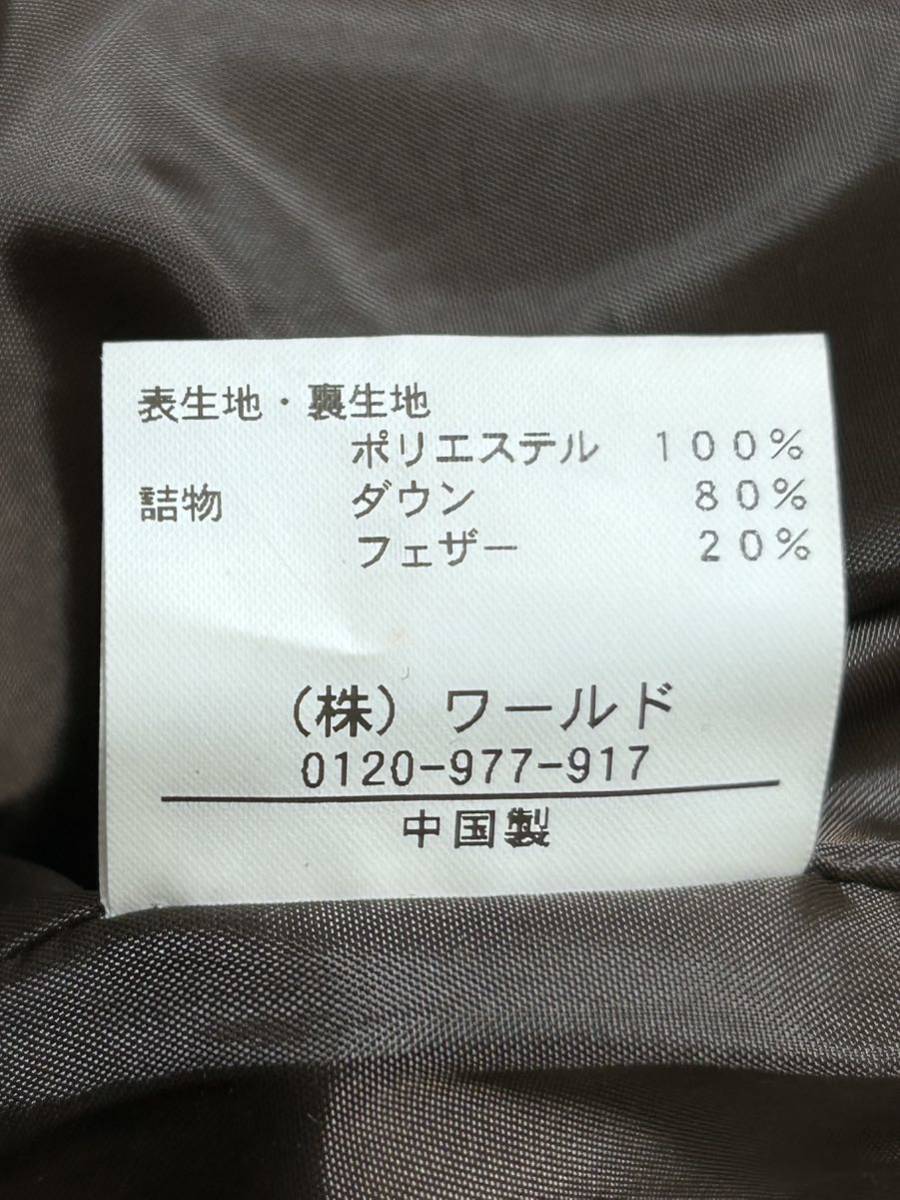 表生地・裏生地
ポリエステル　１００％
詰物　ダウン　８０％
フェザー　２０％
（株）ワールド
0120-977-917
中国製